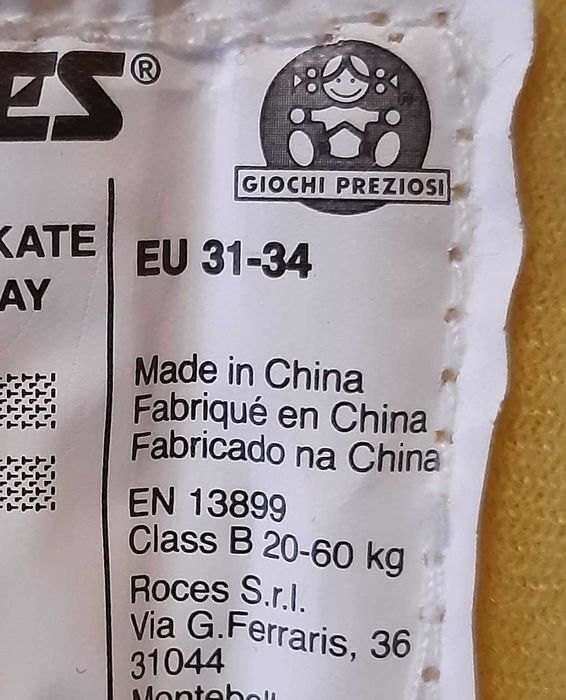 ES®
GIOCHI PREZIOSI
KATE
AY
EU 31-34
Made in China
Fabriqué en China
Fabricado na China
EN 13899
Class B 20-60 kg
Roces S.r.l.
Via G.Ferraris, 36
31044
Montebell